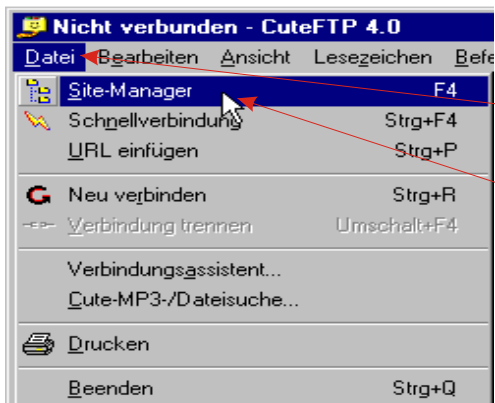 Nicht verbunden - CuteFTP 4.0
Datei Bearbeiten Ansicht Lesezeichen Befe
Site-Manager F4
Schnellverbindung Strg+F4
URL einfügen Strg+P
Neu verbinden Strg+R
Verbindung trennen Umschalt+F4
Verbindungsassistent...
Cute-MP3-/Dateisuche...
Drucken
Beenden Strg+Q